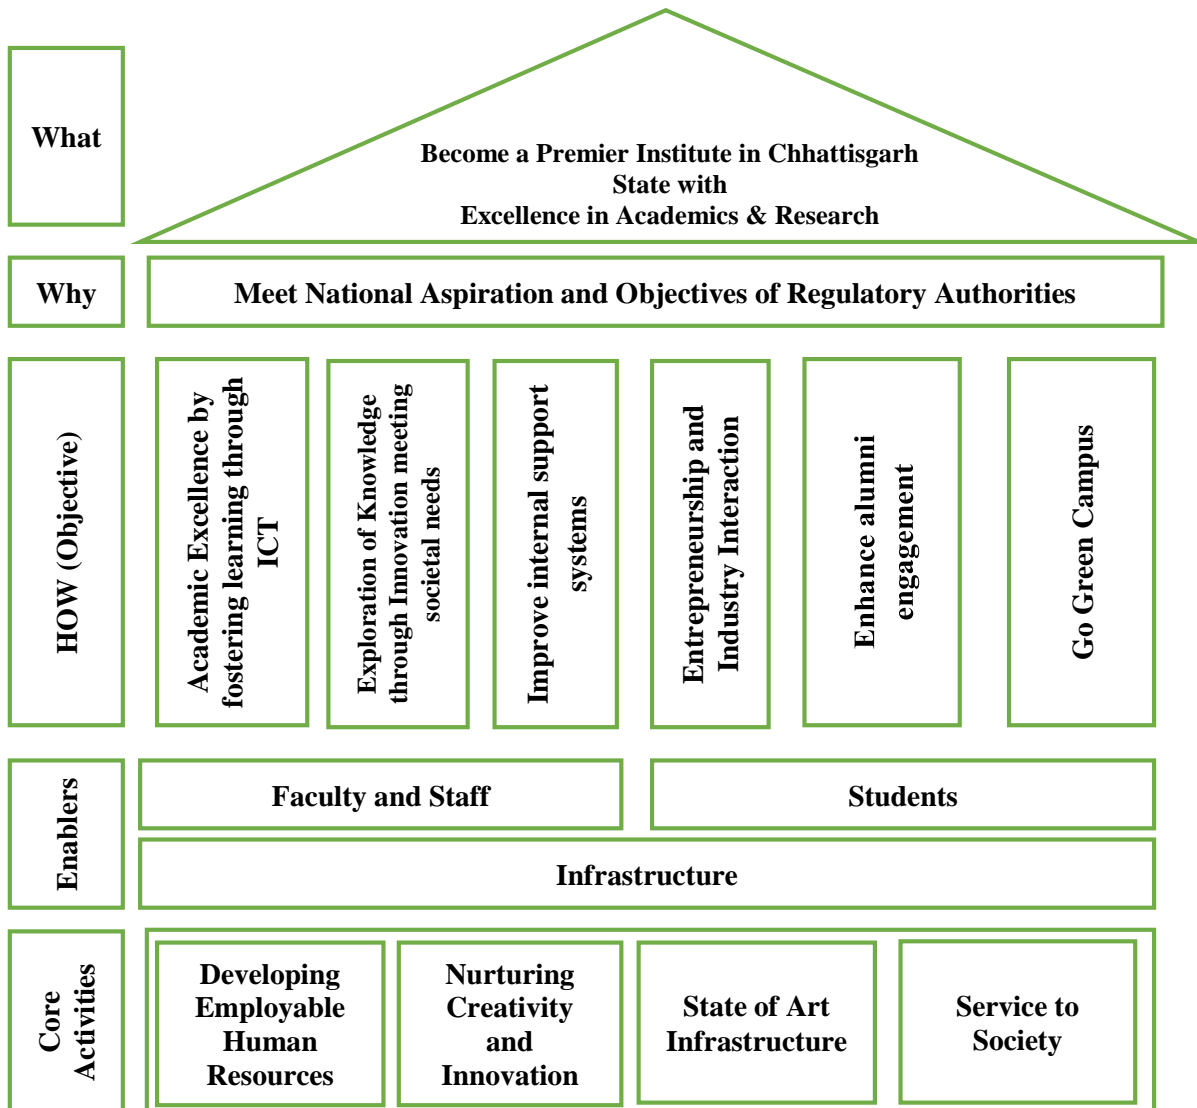 What
Become a Premier Institute in Chhattisgarh
State with
Excellence in Academics & Research
Why
Meet National Aspiration and Objectives of Regulatory Authorities
HOW (Objective)
Academic Excellence by
fostering learning through
ICT
Exploration of Knowledge
through Innovation meeting
societal needs
Improve internal support
systems
Entrepreneurship and
Industry Interaction
Enhance alumni
engagement
Go Green Campus
Enablers
Faculty and Staff
Students
Infrastructure
Core
Activities
Developing
Employable
Human
Resources
Nurturing
Creativity
and
Innovation
State of Art
Infrastructure
Service to
Society